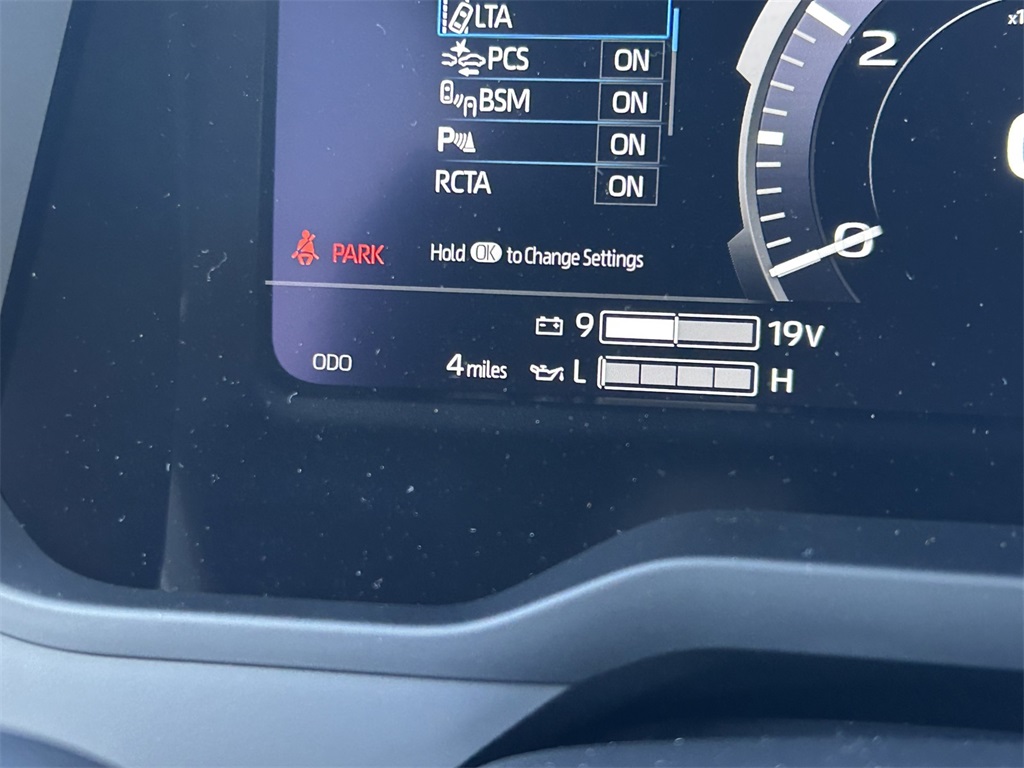 LTA
PCS ON
BSM ON
P ON
RCTA ON
PARK Hold OK to Change Settings
9 19V
ODO 4 miles L H
2
0